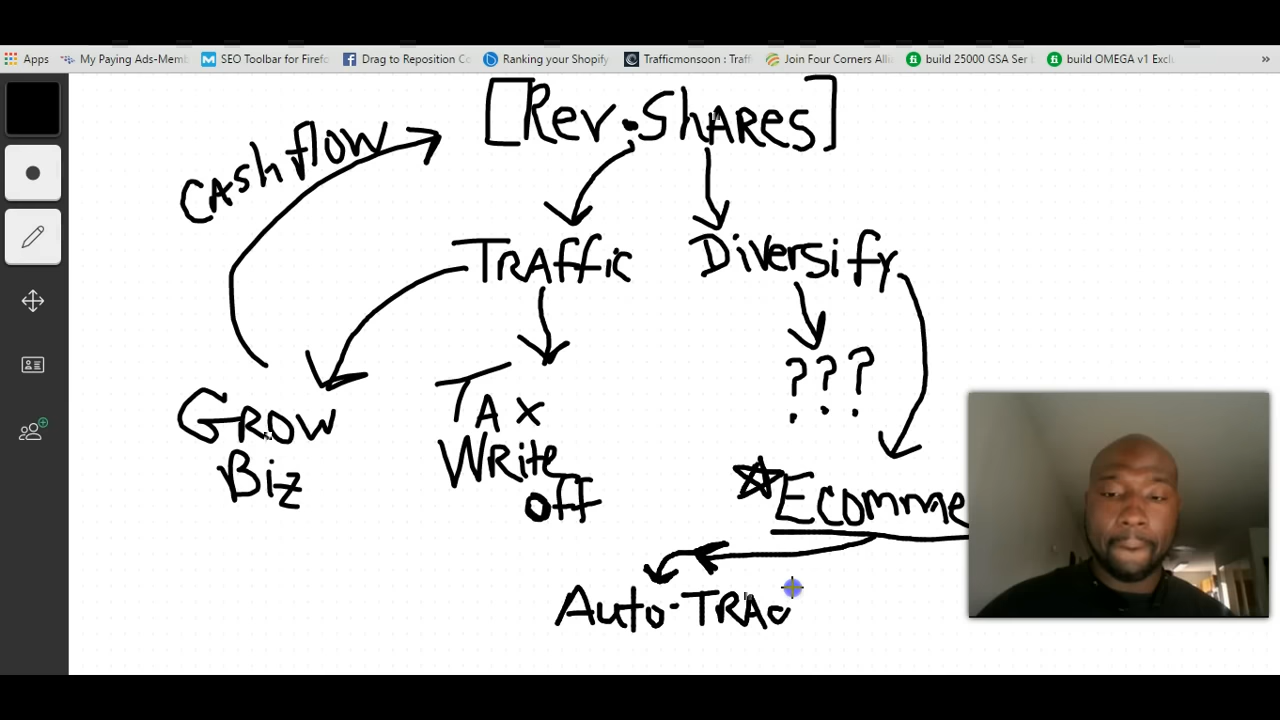 Apps My Paying Ads-Memb SEO Toolbar for Firefo Drag to Reposition Co Ranking your Shopify Trafficmonsoon : Traff Join Four Corners Allia build 25000 GSA Ser build OMEGA v1 Exclu »
[Rev. Shares]
Cashflow
Traffic Diversify
???
Grow
Biz
Tax
Write
off
Ecomme
Auto-Trac